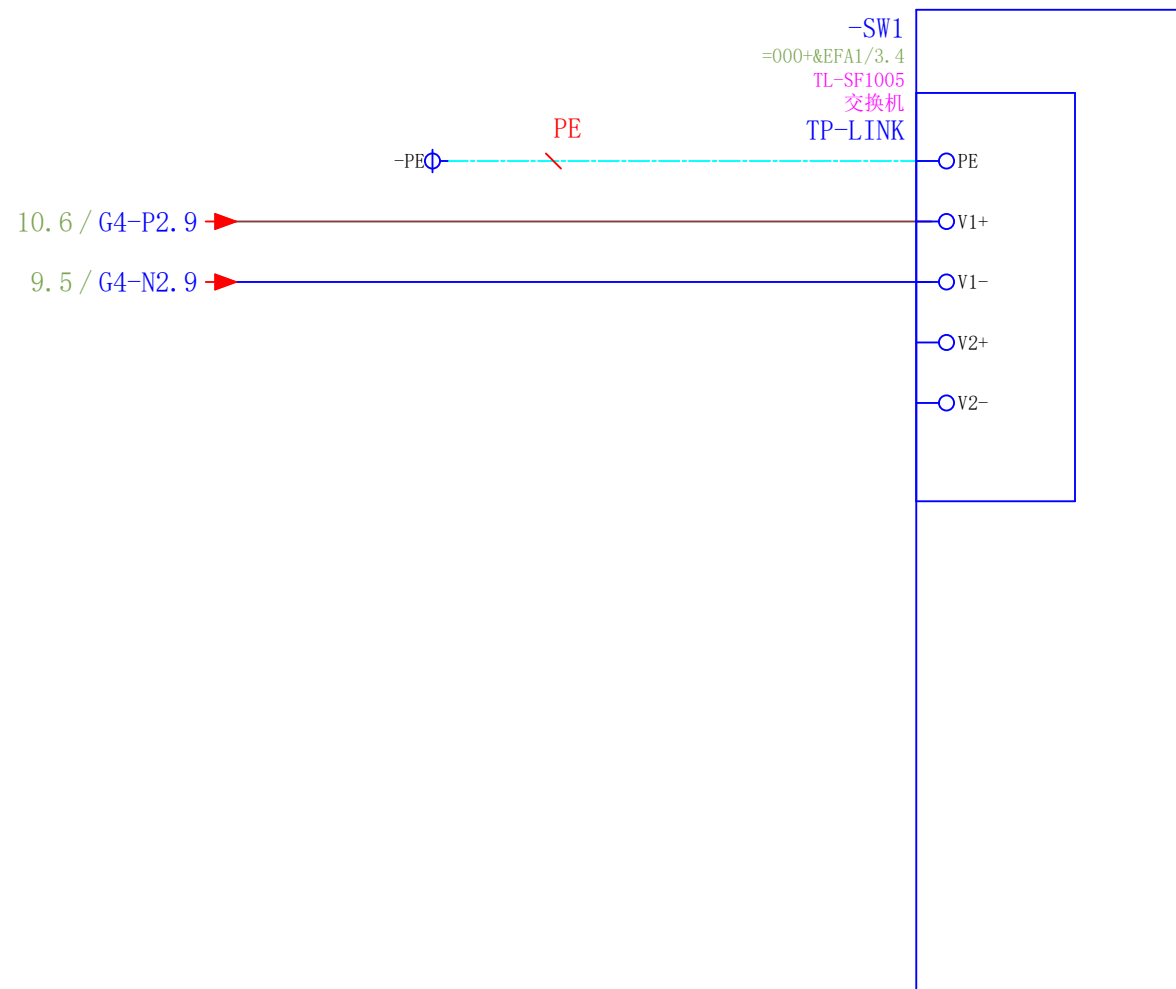 -SW1
=000+&EFA1/3.4
TL-SF1005
交换机
TP-LINK
PE
-PE
PE
10.6/G4-P2.9
V1+
9.5/G4-N2.9
V1-
V2+
V2-